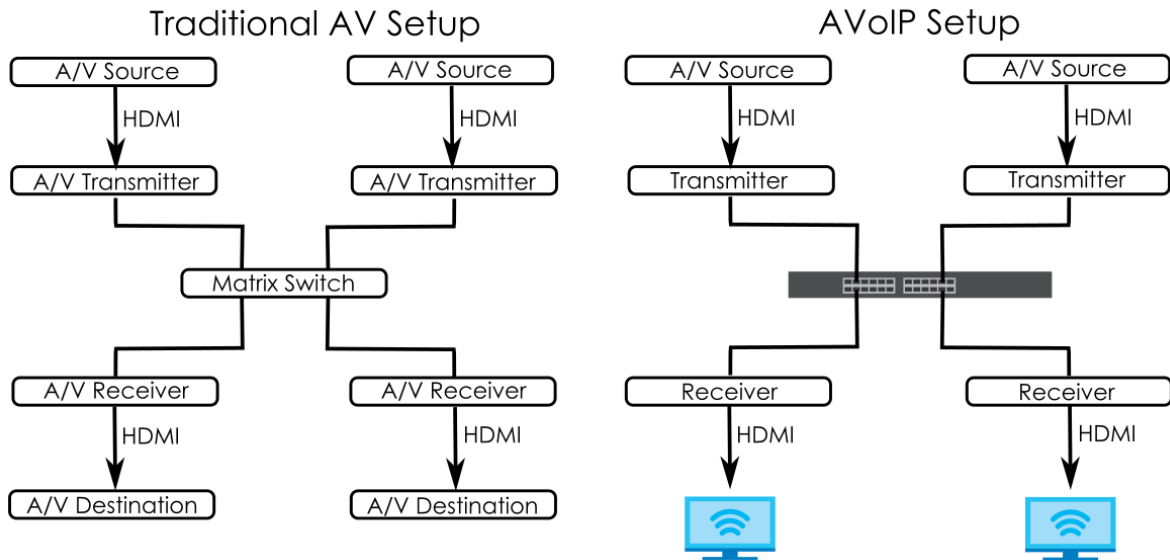 Traditional AV Setup
AVoIP Setup
A/V Source
A/V Source
A/V Source
A/V Source
HDMI
HDMI
HDMI
HDMI
A/V Transmitter
A/V Transmitter
Transmitter
Transmitter
Matrix Switch
A/V Receiver
A/V Receiver
Receiver
Receiver
HDMI
HDMI
HDMI
HDMI
A/V Destination
A/V Destination